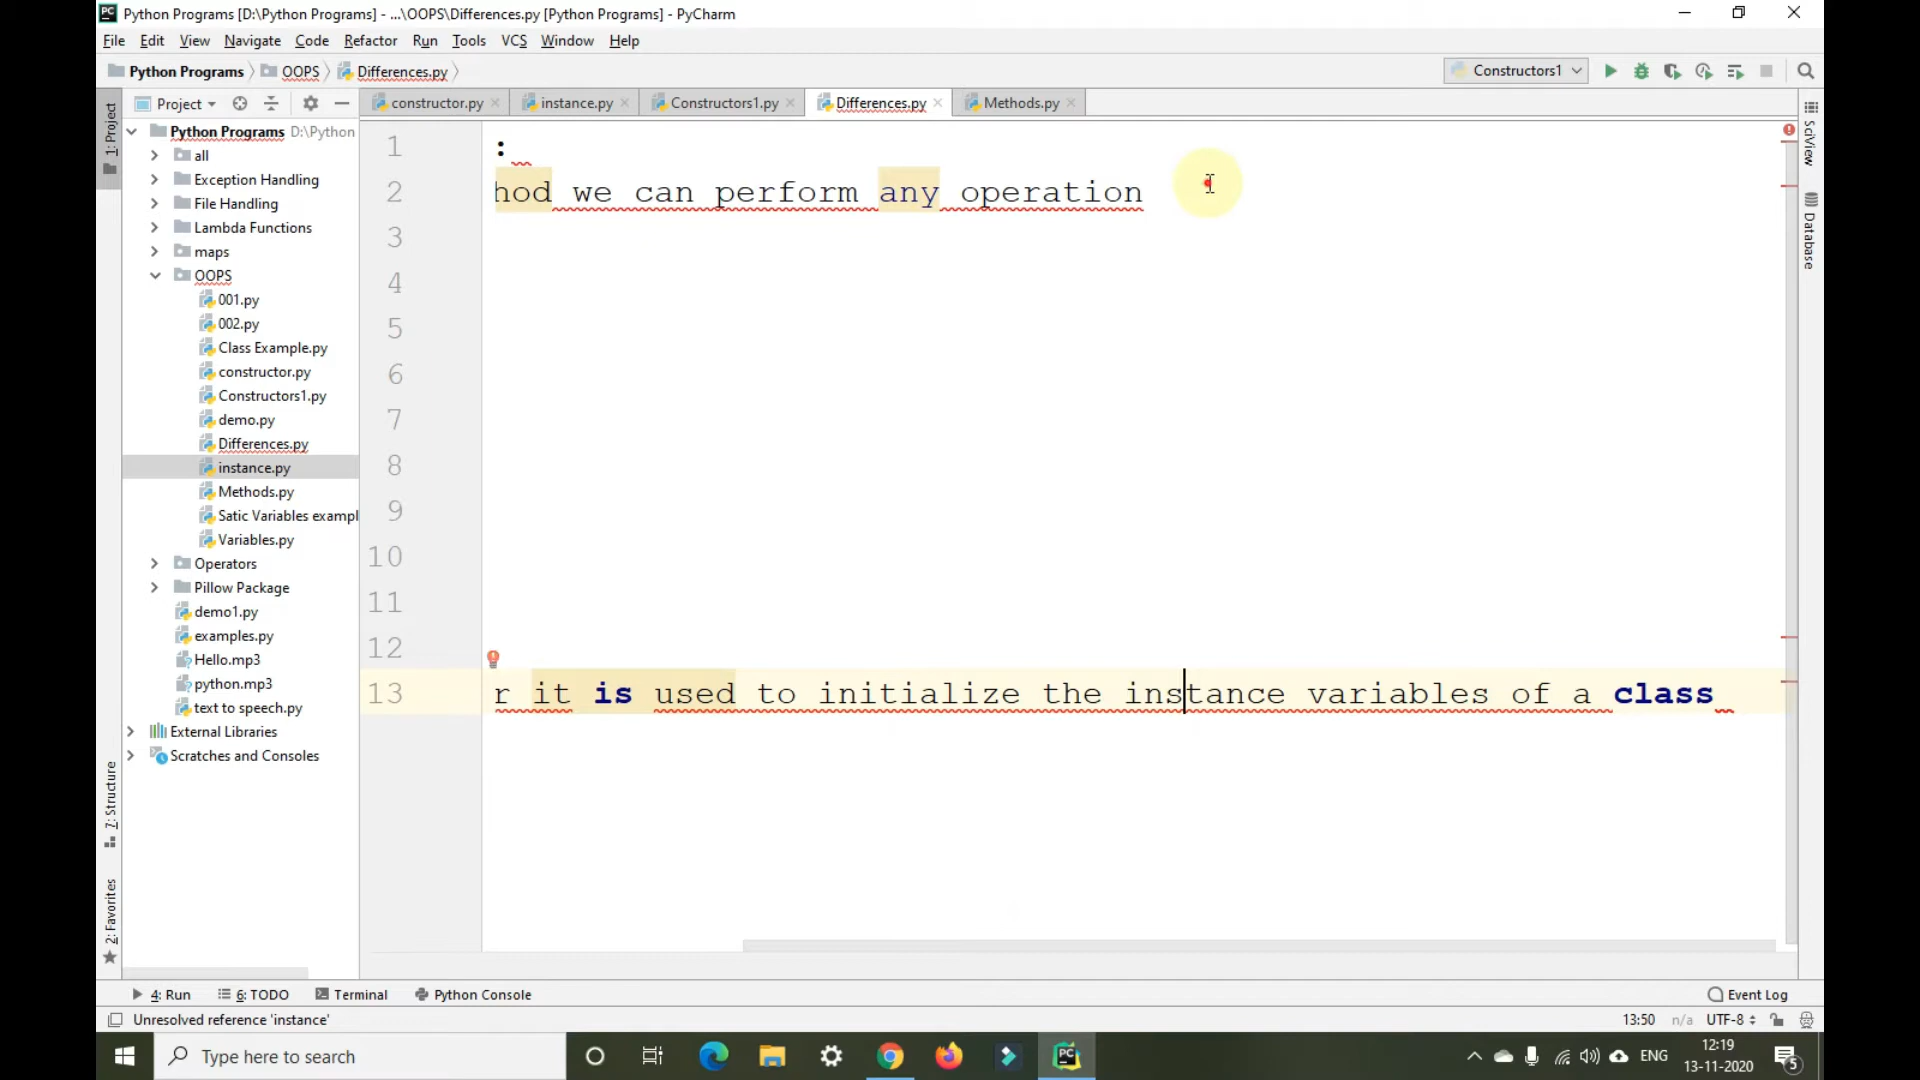 Python Programs [D:\Python Programs] - ...\OOPS\Differences.py [Python Programs] - PyCharm
File Edit View Navigate Code Refactor Run Tools VCS Window Help
Python Programs OOPS Differences.py Constructors1
Project constructor.py instance.py Constructors1.py Differences.py Methods.py
1: Project
SciView
Database
Python Programs D:\Python
all
Exception Handling
File Handling
Lambda Functions
maps
OOPS
001.py
002.py
Class Example.py
constructor.py
Constructors1.py
demo.py
Differences.py
instance.py
Methods.py
Satic Variables exampl
Variables.py
Operators
Pillow Package
demo1.py
examples.py
Hello.mp3
python.mp3
text to speech.py
External Libraries
Scratches and Consoles
7: Structure
2: Favorites
1 :
2 hod we can perform any operation
3
4
5
6
7
8
9
10
11
12
13 r it is used to initialize the instance variables of a class
4: Run 6: TODO Terminal Python Console Event Log
Unresolved reference 'instance' 13:50 n/a UTF-8
Type here to search ENG 12:19
13-11-2020 5